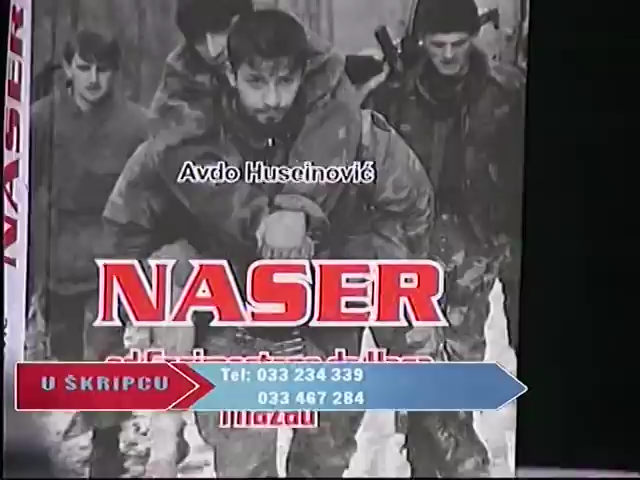 NASER
Avdo Huseinović
NASER
U ŠKRIPCU
Tel: 033 234 339
033 467 284